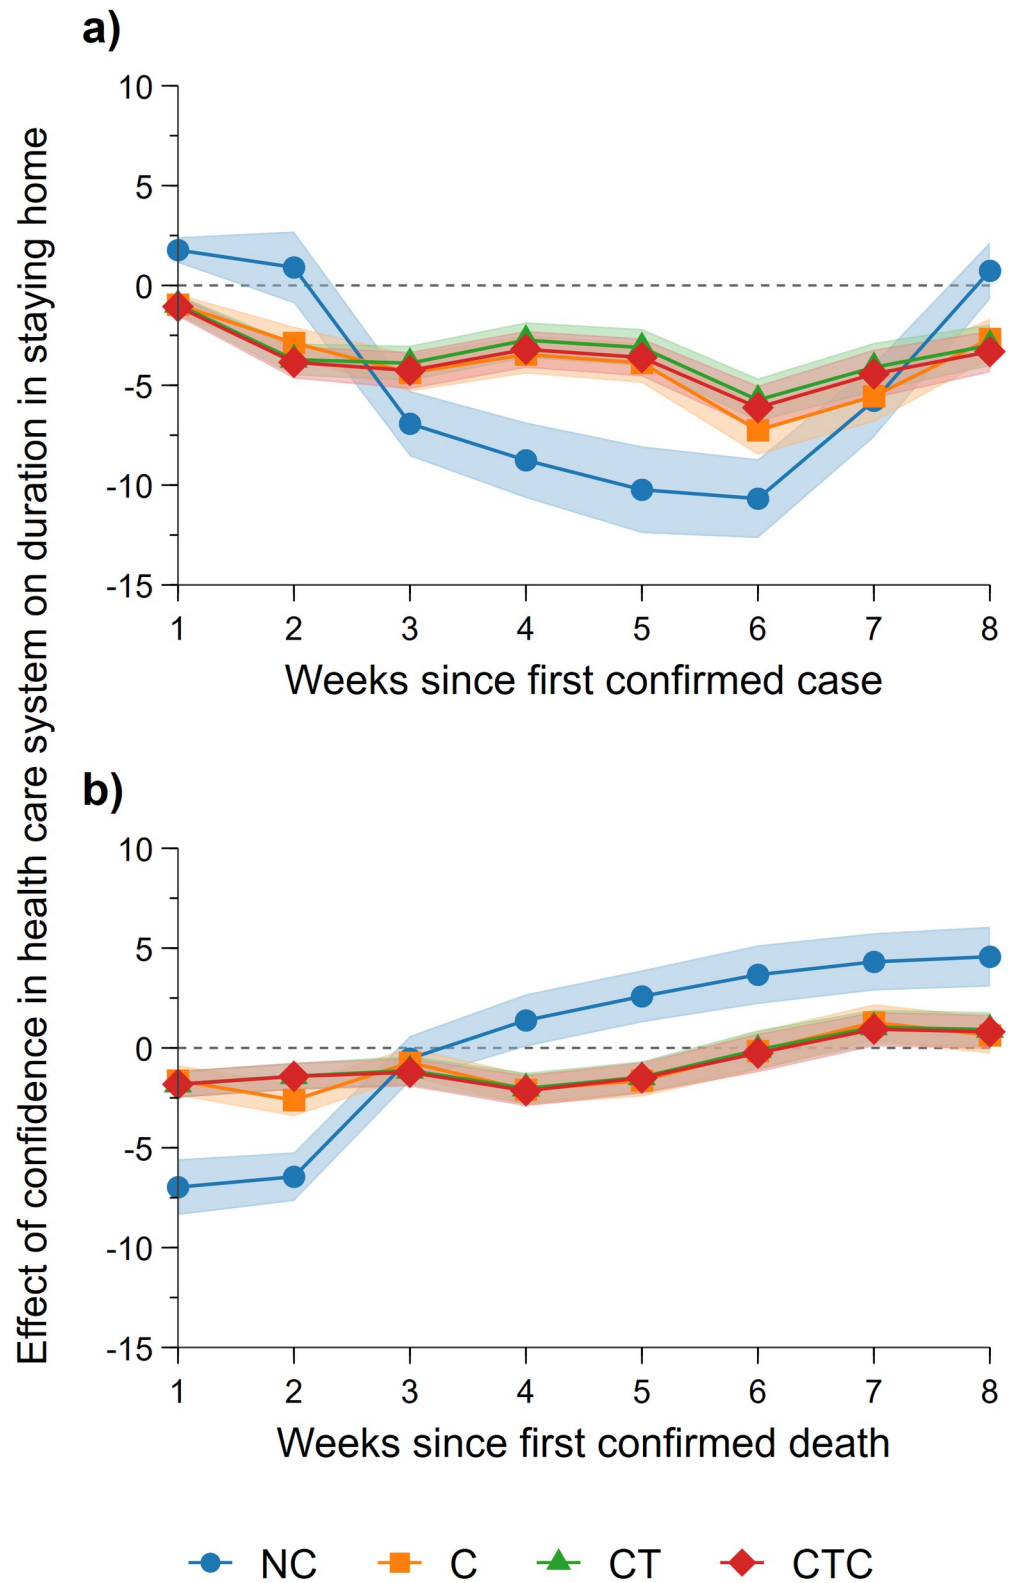 a)
Effect of confidence in health care system on duration in staying home
10
5
0
-5
-10
-15
1 2 3 4 5 6 7 8
Weeks since first confirmed case
b)
10
5
0
-5
-10
-15
1 2 3 4 5 6 7 8
Weeks since first confirmed death
NC C CT CTC